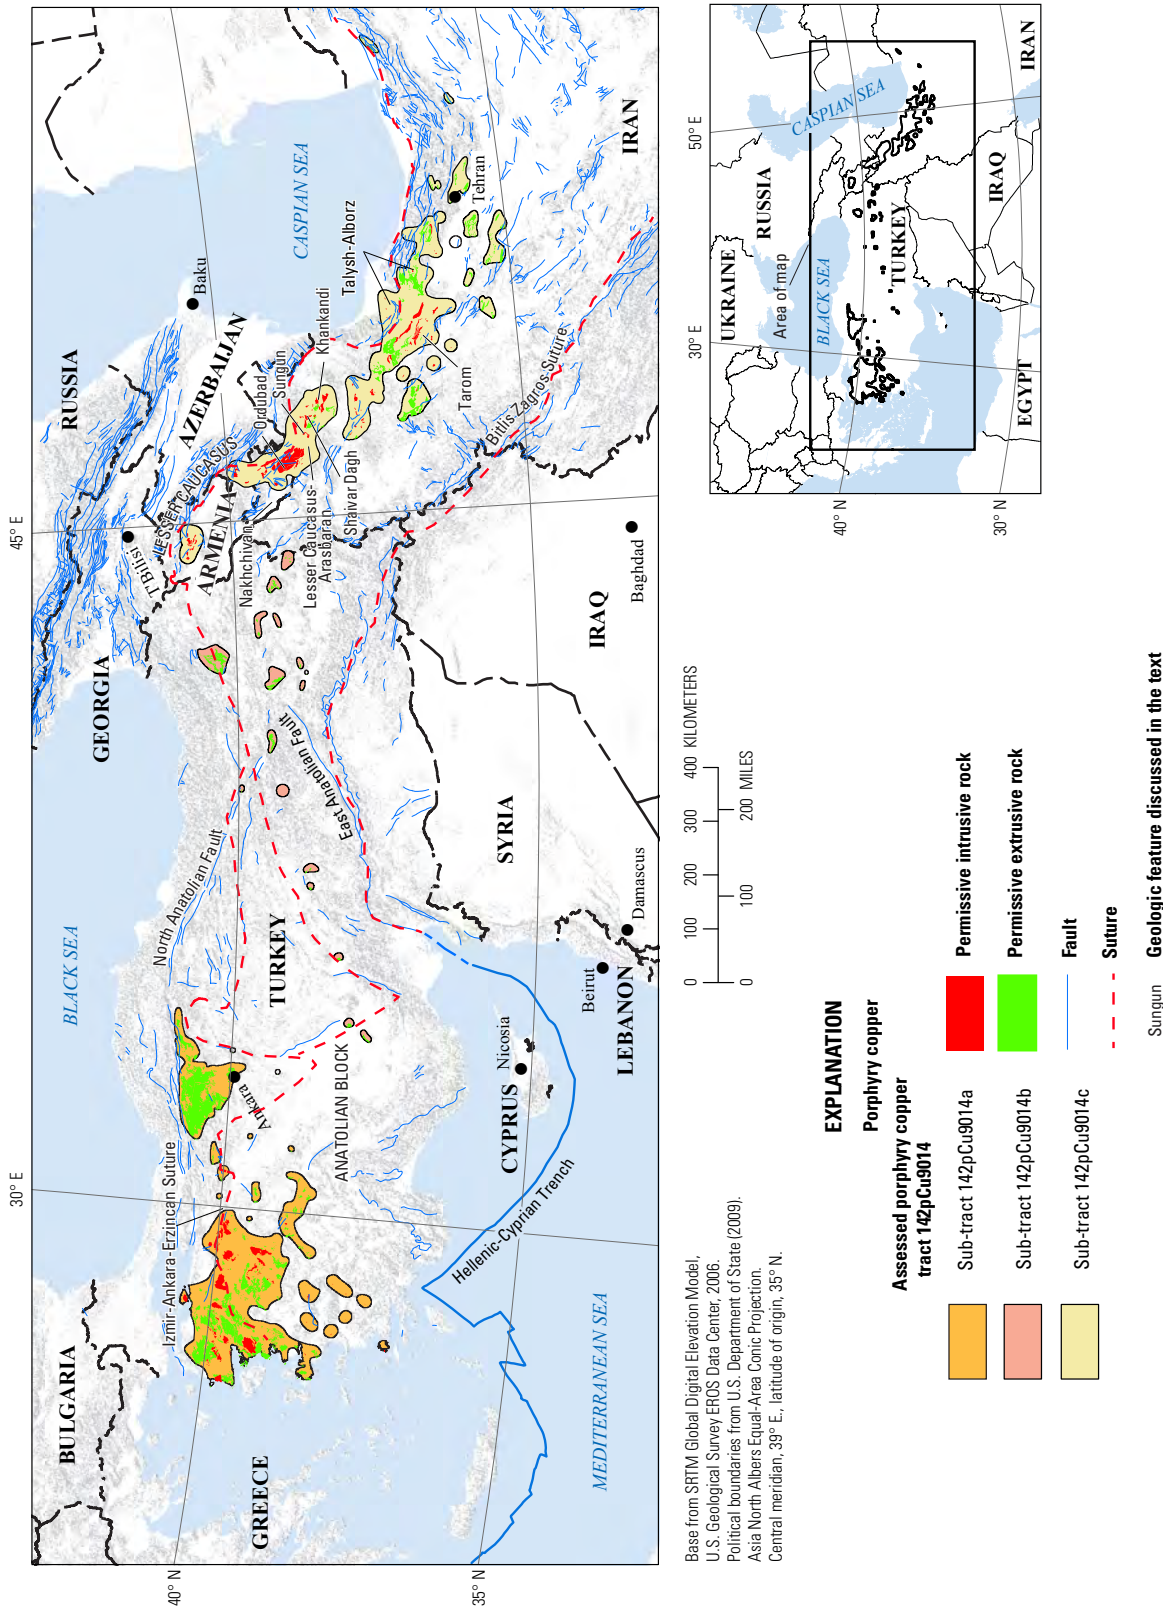 45° E
30° E
40° N
35° N
BULGARIA
GREECE
BLACK SEA
GEORGIA
RUSSIA
T'Bilisi
LESSER CAUCASUS
ARMENIA
AZERBAIJAN
Baku
CASPIAN SEA
Nakhchivan
Ordubad
Sungun
Khankandi
Lesser Caucasus-
Arasbaran
Shaivar Dagh
Talysh-Alborz
Tarom
Tehran
IRAN
Bitlis Zagros Suture
North Anatolian Fault
East Anatolian Fault
Izmir-Ankara-Erzincan Suture
TURKEY
Ankara
ANATOLIAN BLOCK
Hellenic-Cyprian Trench
MEDITERRANEAN SEA
CYPRUS
Nicosia
LEBANON
Beirut
Damascus
SYRIA
IRAQ
Baghdad
Base from SRTM Global Digital Elevation Model,
U.S. Geological Survey EROS Data Center, 2006.
Political boundaries from U.S. Department of State (2009).
Asia North Albers Equal-Area Conic Projection.
Central meridian, 39° E., latitude of origin, 35° N.
0 100 200 300 400 KILOMETERS
0 100 200 MILES
30° E
50° E
40° N
30° N
UKRAINE
RUSSIA
Area of map
BLACK SEA
CASPIAN SEA
TURKEY
IRAQ
IRAN
EGYPT
EXPLANATION
Porphyry copper
Assessed porphyry copper
tract 142pCu9014
Sub-tract 142pCu9014a
Sub-tract 142pCu9014b
Sub-tract 142pCu9014c
Permissive intrusive rock
Permissive extrusive rock
Fault
Suture
Sungun Geologic feature discussed in the text